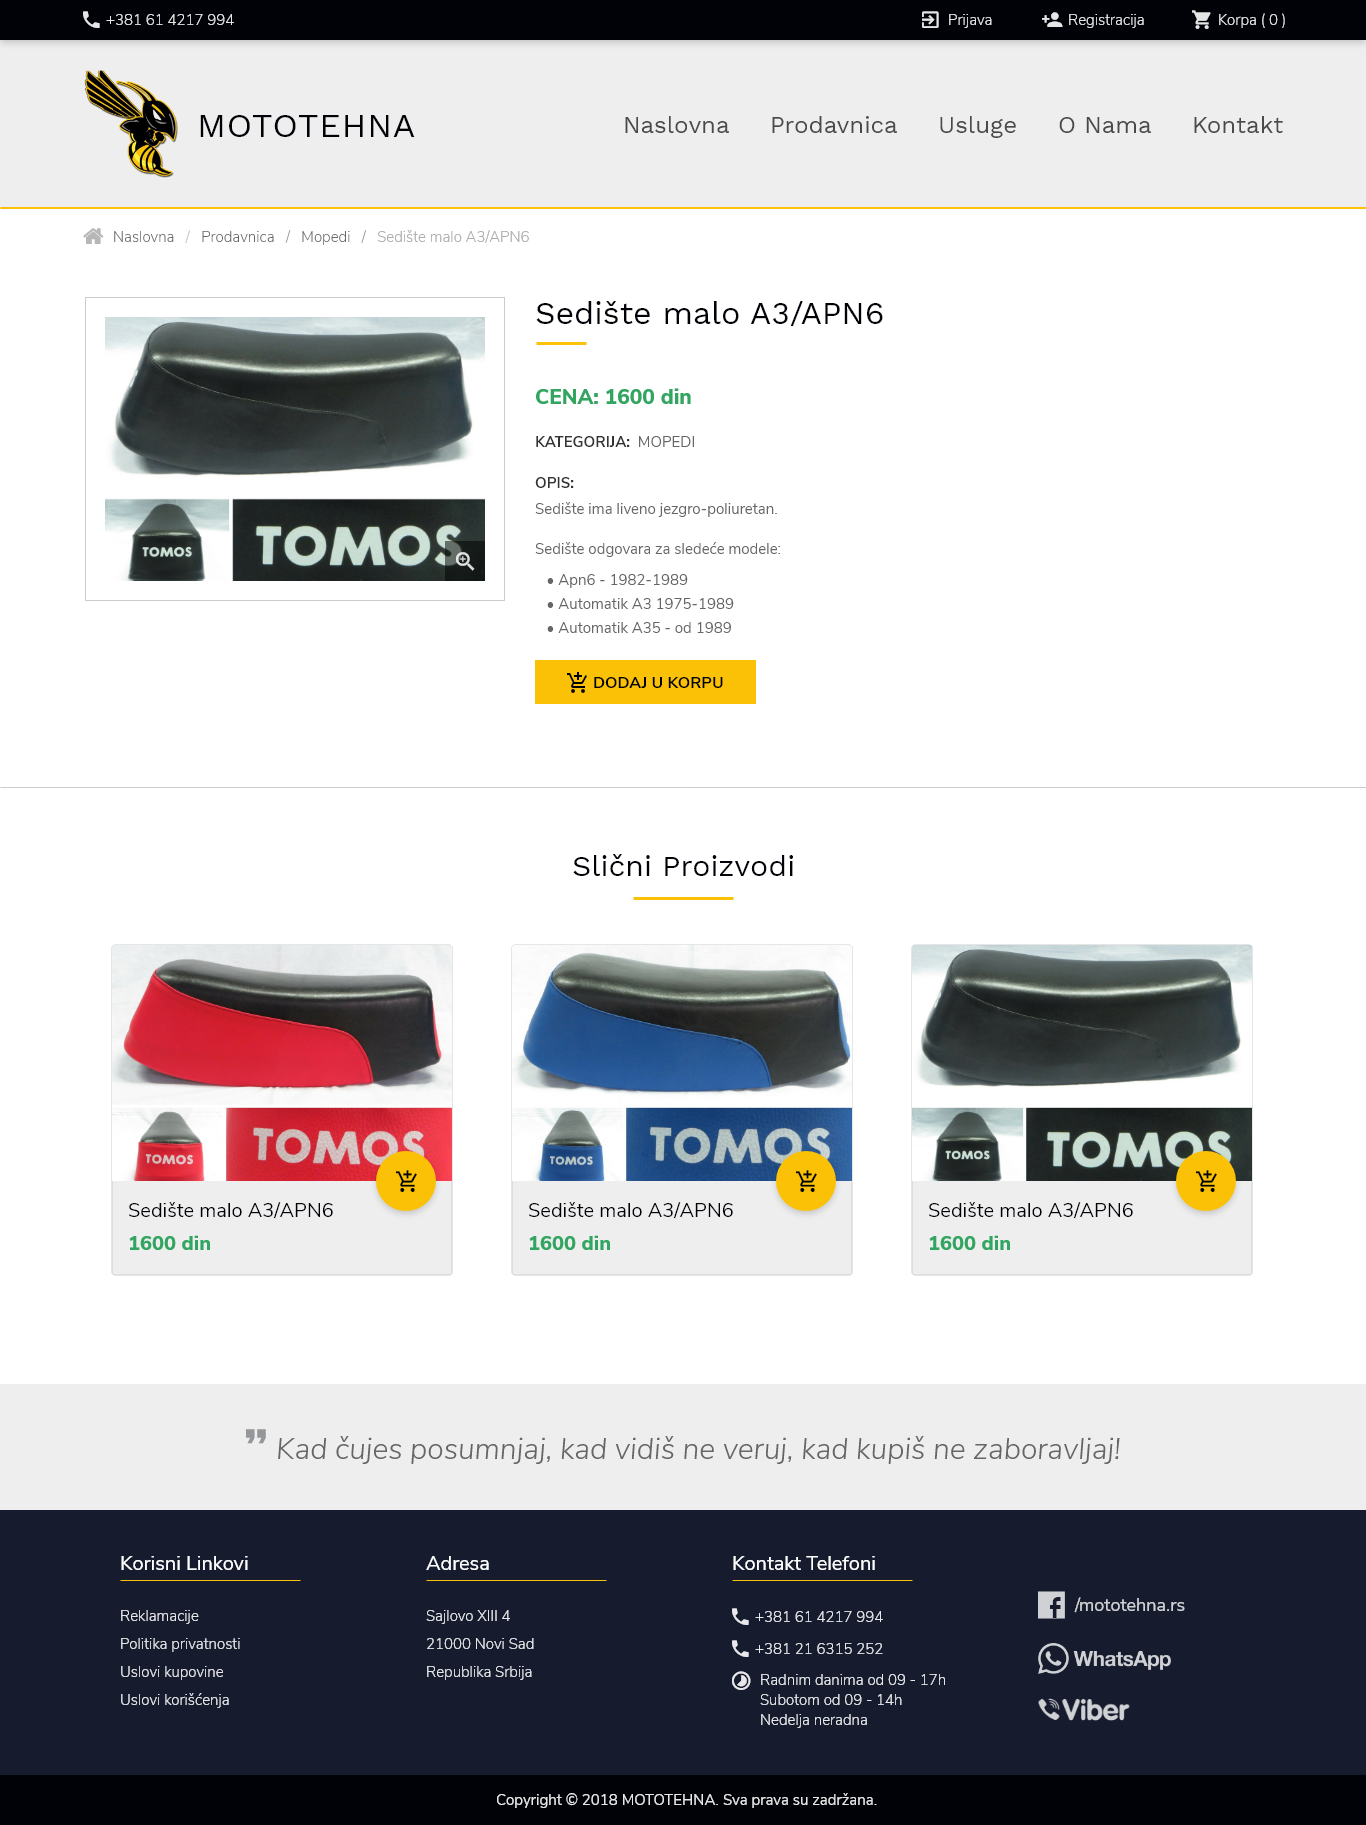 +381 61 4217 994
Prijava
Registracija
Korpa ( 0 )
MOTOTEHNA
Naslovna
Prodavnica
Usluge
O Nama
Kontakt
Naslovna / Prodavnica / Mopedi / Sedište malo A3/APN6
TOMOS
TOMOS
Sedište malo A3/APN6
CENA: 1600 din
KATEGORIJA: MOPEDI
OPIS:
Sedište ima liveno jezgro-poliuretan.
Sedište odgovara za sledeće modele:
• Apn6 - 1982-1989
• Automatik A3 1975-1989
• Automatik A35 - od 1989
DODAJ U KORPU
Slični Proizvodi
TOMOS
TOMOS
Sedište malo A3/APN6
1600 din
TOMOS
TOMOS
Sedište malo A3/APN6
1600 din
TOMOS
TOMOS
Sedište malo A3/APN6
1600 din
" Kad čujes posumnjaj, kad vidiš ne veruj, kad kupiš ne zaboravljaj!
Korisni Linkovi
Reklamacije
Politika privatnosti
Uslovi kupovine
Uslovi korišćenja
Adresa
Sajlovo XIII 4
21000 Novi Sad
Republika Srbija
Kontakt Telefoni
+381 61 4217 994
+381 21 6315 252
Radnim danima od 09 - 17h
Subotom od 09 - 14h
Nedelja neradna
/mototehna.rs
WhatsApp
Viber
Copyright © 2018 MOTOTEHNA. Sva prava su zadržana.